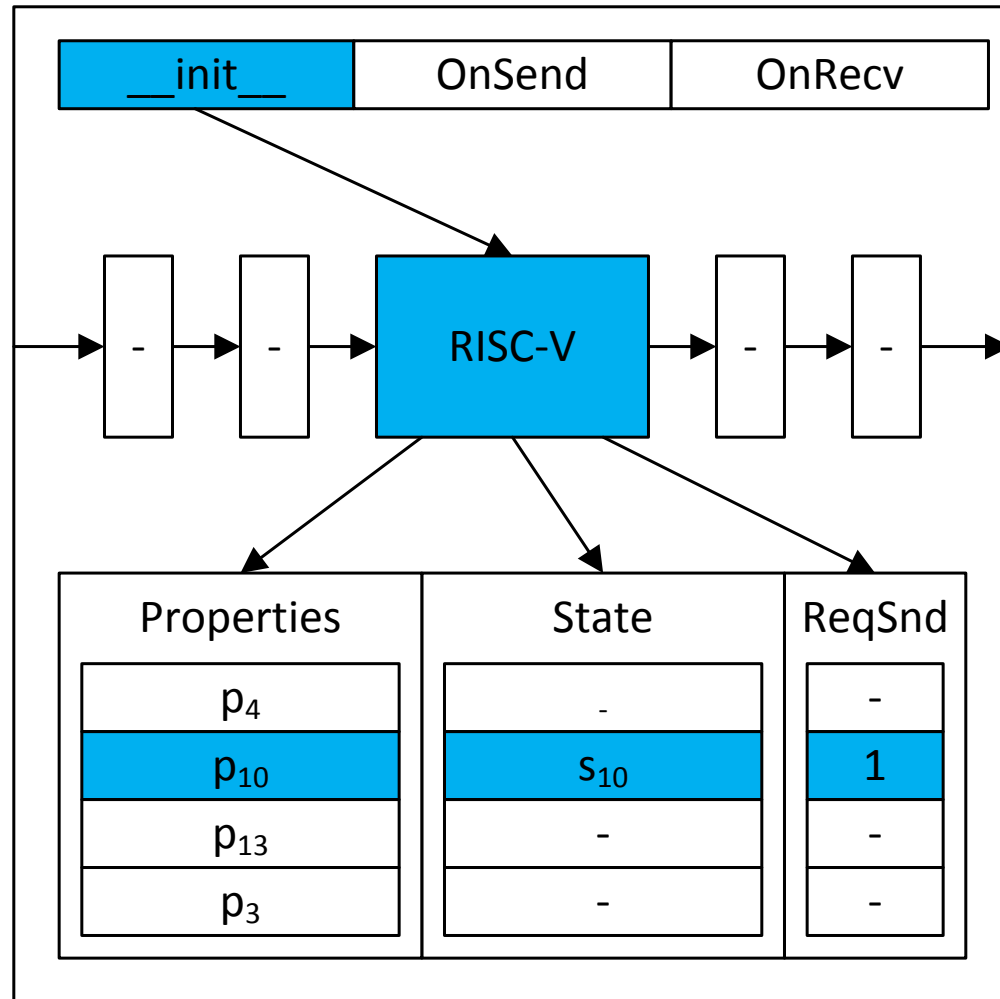 __init__ OnSend OnRecv
- - RISC-V - -
Properties State ReqSnd
p₄ - -
p₁₀ s₁₀ 1
p₁₃ - -
p₃ - -